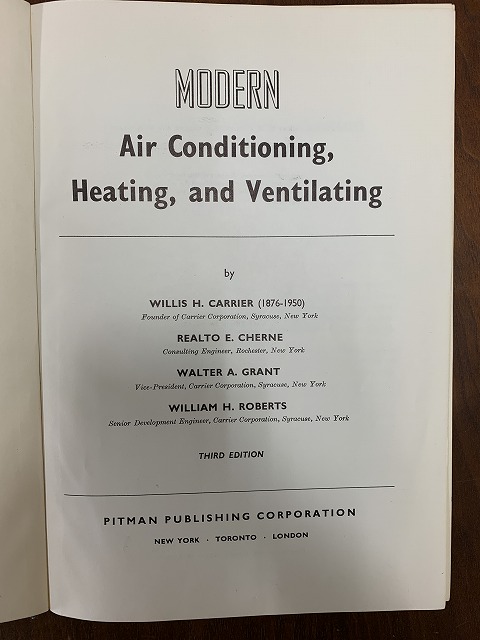 MODERN
Air Conditioning,
Heating, and Ventilating
by
WILLIS H. CARRIER (1876-1950)
Founder of Carrier Corporation, Syracuse, New York
REALTO E. CHERNE
Consulting Engineer, Rochester, New York
WALTER A. GRANT
Vice-President, Carrier Corporation, Syracuse, New York
WILLIAM H. ROBERTS
Senior Development Engineer, Carrier Corporation, Syracuse, New York
THIRD EDITION
PITMAN PUBLISHING CORPORATION
NEW YORK · TORONTO · LONDON